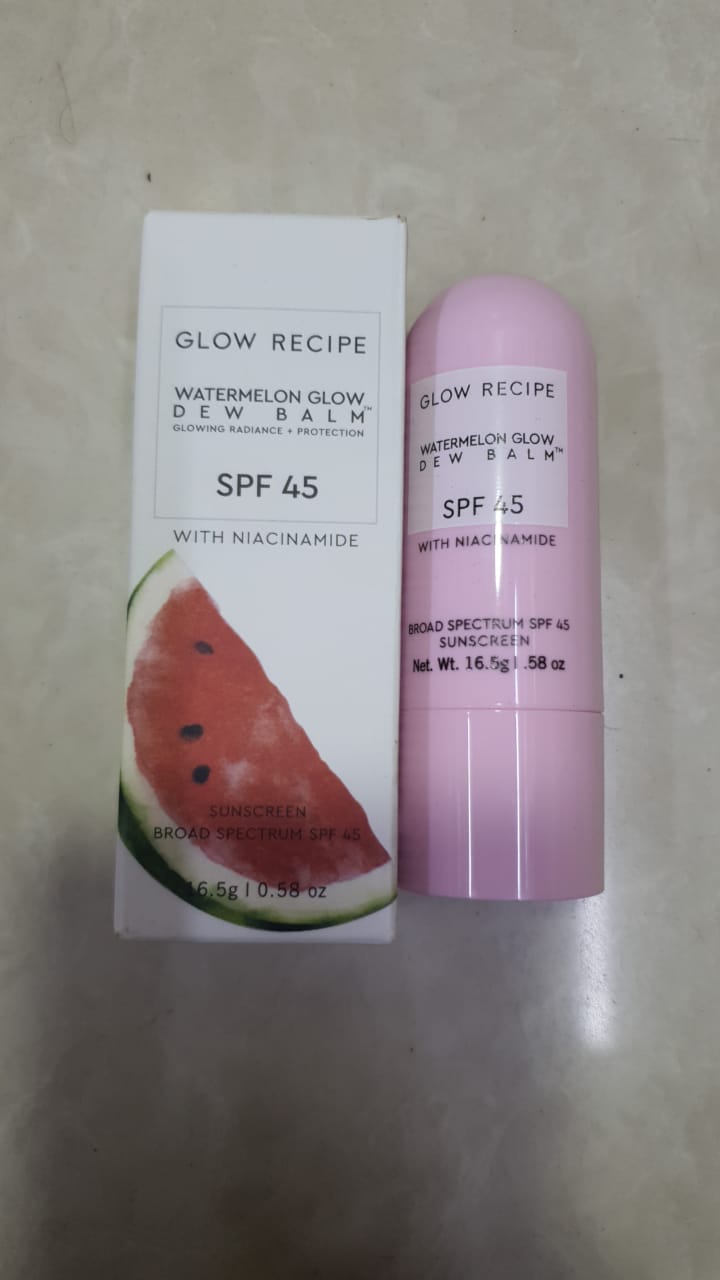 GLOW RECIPE
WATERMELON GLOW
DEW BALM™
GLOWING RADIANCE + PROTECTION
SPF 45
WITH NIACINAMIDE
SUNSCREEN
BROAD SPECTRUM SPF 45
16.5g | 0.58 oz
GLOW RECIPE
WATERMELON GLOW
DEW BALM™
SPF 45
WITH NIACINAMIDE
BROAD SPECTRUM SPF 45
SUNSCREEN
Net. Wt. 16.5g | .58 oz